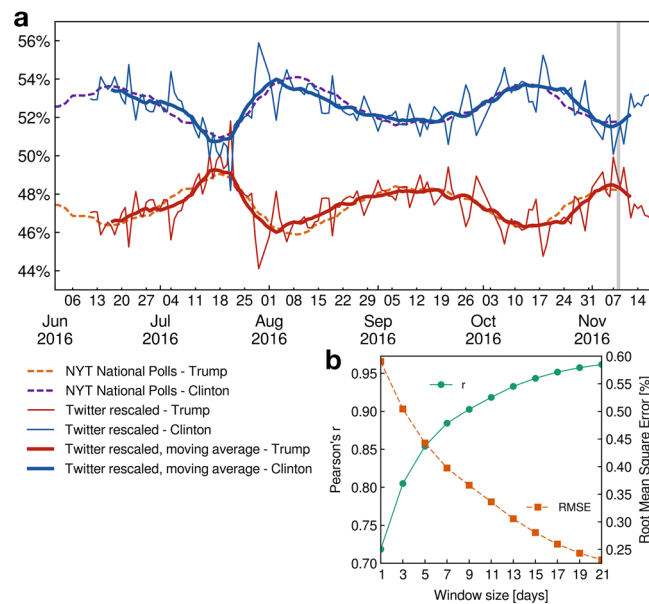 a
56%
54%
52%
50%
48%
46%
44%
06 13 20 27 04 11 18 25 01 08 15 22 29 05 12 19 26 03 10 17 24 31 07 14
Jun Jul Aug Sep Oct Nov
2016 2016 2016 2016 2016 2016
NYT National Polls - Trump
NYT National Polls - Clinton
Twitter rescaled - Trump
Twitter rescaled - Clinton
Twitter rescaled, moving average - Trump
Twitter rescaled, moving average - Clinton
b
Pearson's r
0.95
0.90
0.85
0.80
0.75
0.70
r
RMSE
0.60
0.55
0.50
0.45
0.40
0.35
0.30
0.25
Root Mean Square Error [%]
1 3 5 7 9 11 13 15 17 19 21
Window size [days]